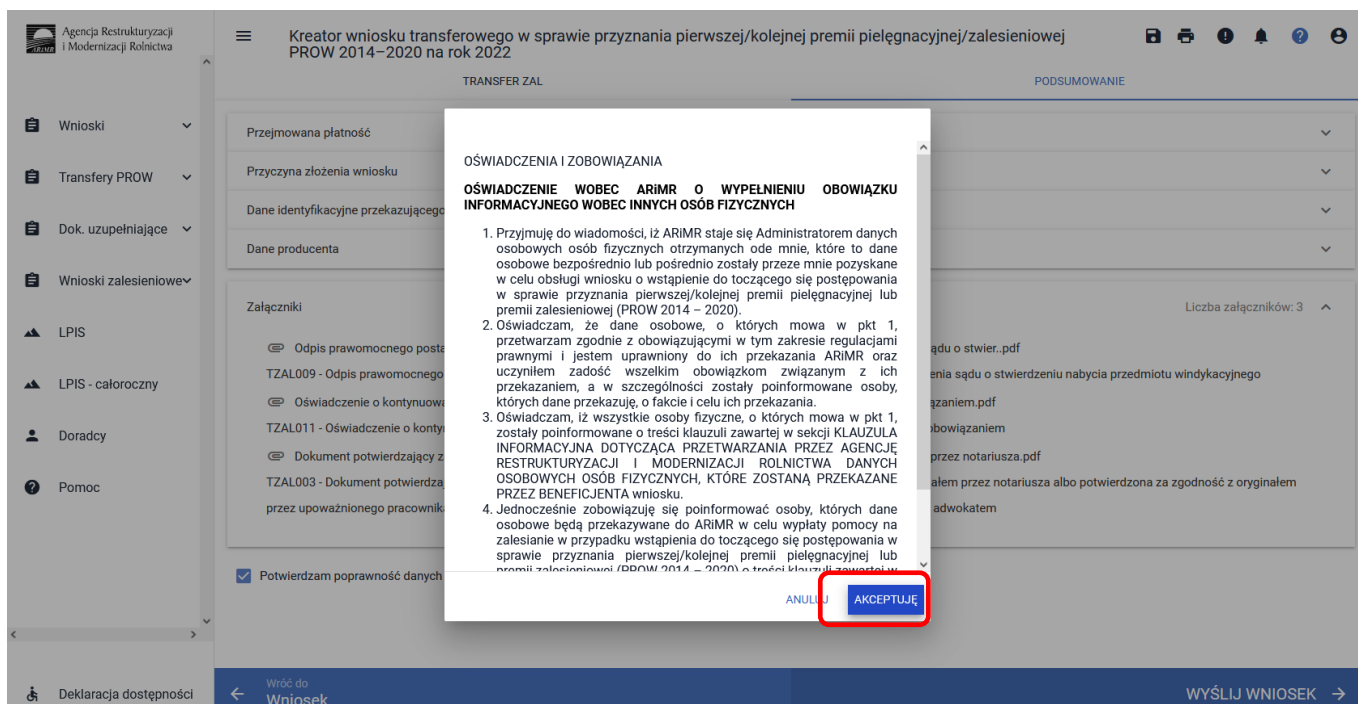 Agencja Restrukturyzacji
i Modernizacji Rolnictwa
ARiMR
Kreator wniosku transferowego w sprawie przyznania pierwszej/kolejnej premii pielęgnacyjnej/zalesieniowej
PROW 2014–2020 na rok 2022
TRANSFER ZAL
PODSUMOWANIE
Wnioski
Transfery PROW
Dok. uzupełniające
Wnioski zalesieniowe
LPIS
LPIS - całoroczny
Doradcy
Pomoc
Deklaracja dostępności
Przejmowana płatność
Przyczyna złożenia wniosku
Dane identyfikacyjne przekazującego
Dane producenta
Załączniki
Liczba załączników: 3
Odpis prawomocnego posta
ądu o stwier..pdf
TZAL009 - Odpis prawomocnego
enia sądu o stwierdzeniu nabycia przedmiotu windykacyjnego
Oświadczenie o kontynuowa
ązaniem.pdf
TZAL011 - Oświadczenie o konty
obowiązaniem
Dokument potwierdzający z
przez notariusza.pdf
TZAL003 - Dokument potwierdza
ałem przez notariusza albo potwierdzona za zgodność z oryginałem
przez upoważnionego pracownik
adwokatem
Potwierdzam poprawność danych
OŚWIADCZENIA I ZOBOWIĄZANIA
OŚWIADCZENIE WOBEC ARiMR O WYPEŁNIENIU OBOWIĄZKU
INFORMACYJNEGO WOBEC INNYCH OSÓB FIZYCZNYCH
1. Przyjmuję do wiadomości, iż ARiMR staje się Administratorem danych
osobowych osób fizycznych otrzymanych ode mnie, które to dane
osobowe bezpośrednio lub pośrednio zostały przeze mnie pozyskane
w celu obsługi wniosku o wstąpienie do toczącego się postępowania
w sprawie przyznania pierwszej/kolejnej premii pielęgnacyjnej lub
premii zalesieniowej (PROW 2014 – 2020).
2. Oświadczam, że dane osobowe, o których mowa w pkt 1,
przetwarzam zgodnie z obowiązującymi w tym zakresie regulacjami
prawnymi i jestem uprawniony do ich przekazania ARiMR oraz
uczyniłem zadość wszelkim obowiązkom związanym z ich
przekazaniem, a w szczególności zostały poinformowane osoby,
których dane przekazuję, o fakcie i celu ich przekazania.
3. Oświadczam, iż wszystkie osoby fizyczne, o których mowa w pkt 1,
zostały poinformowane o treści klauzuli zawartej w sekcji KLAUZULA
INFORMACYJNA DOTYCZĄCA PRZETWARZANIA PRZEZ AGENCJĘ
RESTRUKTURYZACJI I MODERNIZACJI ROLNICTWA DANYCH
OSOBOWYCH OSÓB FIZYCZNYCH, KTÓRE ZOSTANĄ PRZEKAZANE
PRZEZ BENEFICJENTA wniosku.
4. Jednocześnie zobowiązuję się poinformować osoby, których dane
osobowe będą przekazywane do ARiMR w celu wypłaty pomocy na
zalesianie w przypadku wstąpienia do toczącego się postępowania w
sprawie przyznania pierwszej/kolejnej premii pielęgnacyjnej lub
premii zalesieniowej (PROW 2014 – 2020) o treści klauzuli zawartej w
ANULUJ
AKCEPTUJĘ
Wróć do
Wniosek
WYŚLIJ WNIOSEK